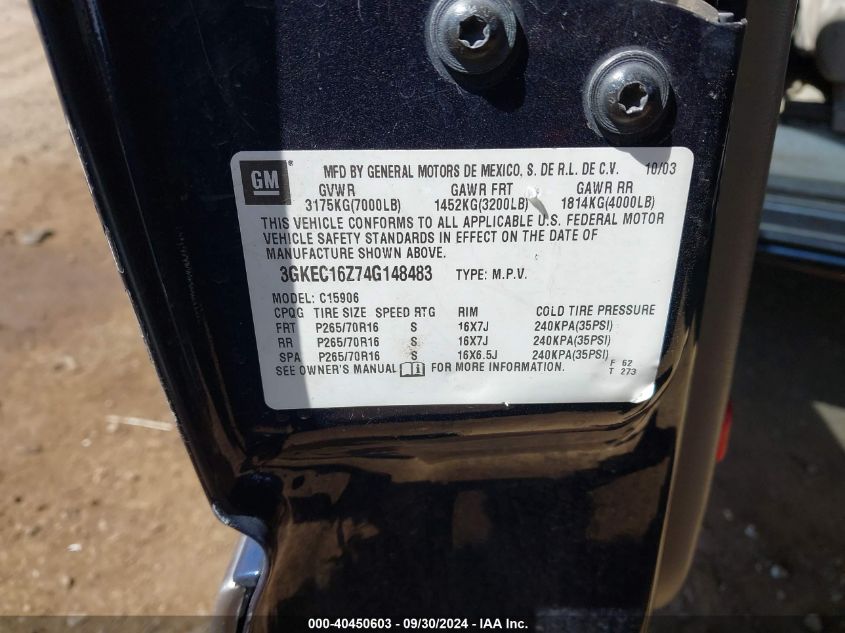 GM ® MFD BY GENERAL MOTORS DE MEXICO, S. DE R.L. DE C.V. 10/03
GVWR GAWR FRT GAWR RR
3175KG(7000LB) 1452KG(3200LB) 1814KG(4000LB)
THIS VEHICLE CONFORMS TO ALL APPLICABLE U.S. FEDERAL MOTOR
VEHICLE SAFETY STANDARDS IN EFFECT ON THE DATE OF
MANUFACTURE SHOWN ABOVE.
3GKEC16Z74G148483 TYPE: M.P.V.
MODEL: C15906
CPQG TIRE SIZE SPEED RTG RIM COLD TIRE PRESSURE
FRT P265/70R16 S 16X7J 240KPA(35PSI)
RR P265/70R16 S 16X7J 240KPA(35PSI)
SPA P265/70R16 S 16X6.5J 240KPA(35PSI)
SEE OWNER'S MANUAL FOR MORE INFORMATION.
F 62
T 273
000-40450603 - 09/30/2024 - IAA Inc.